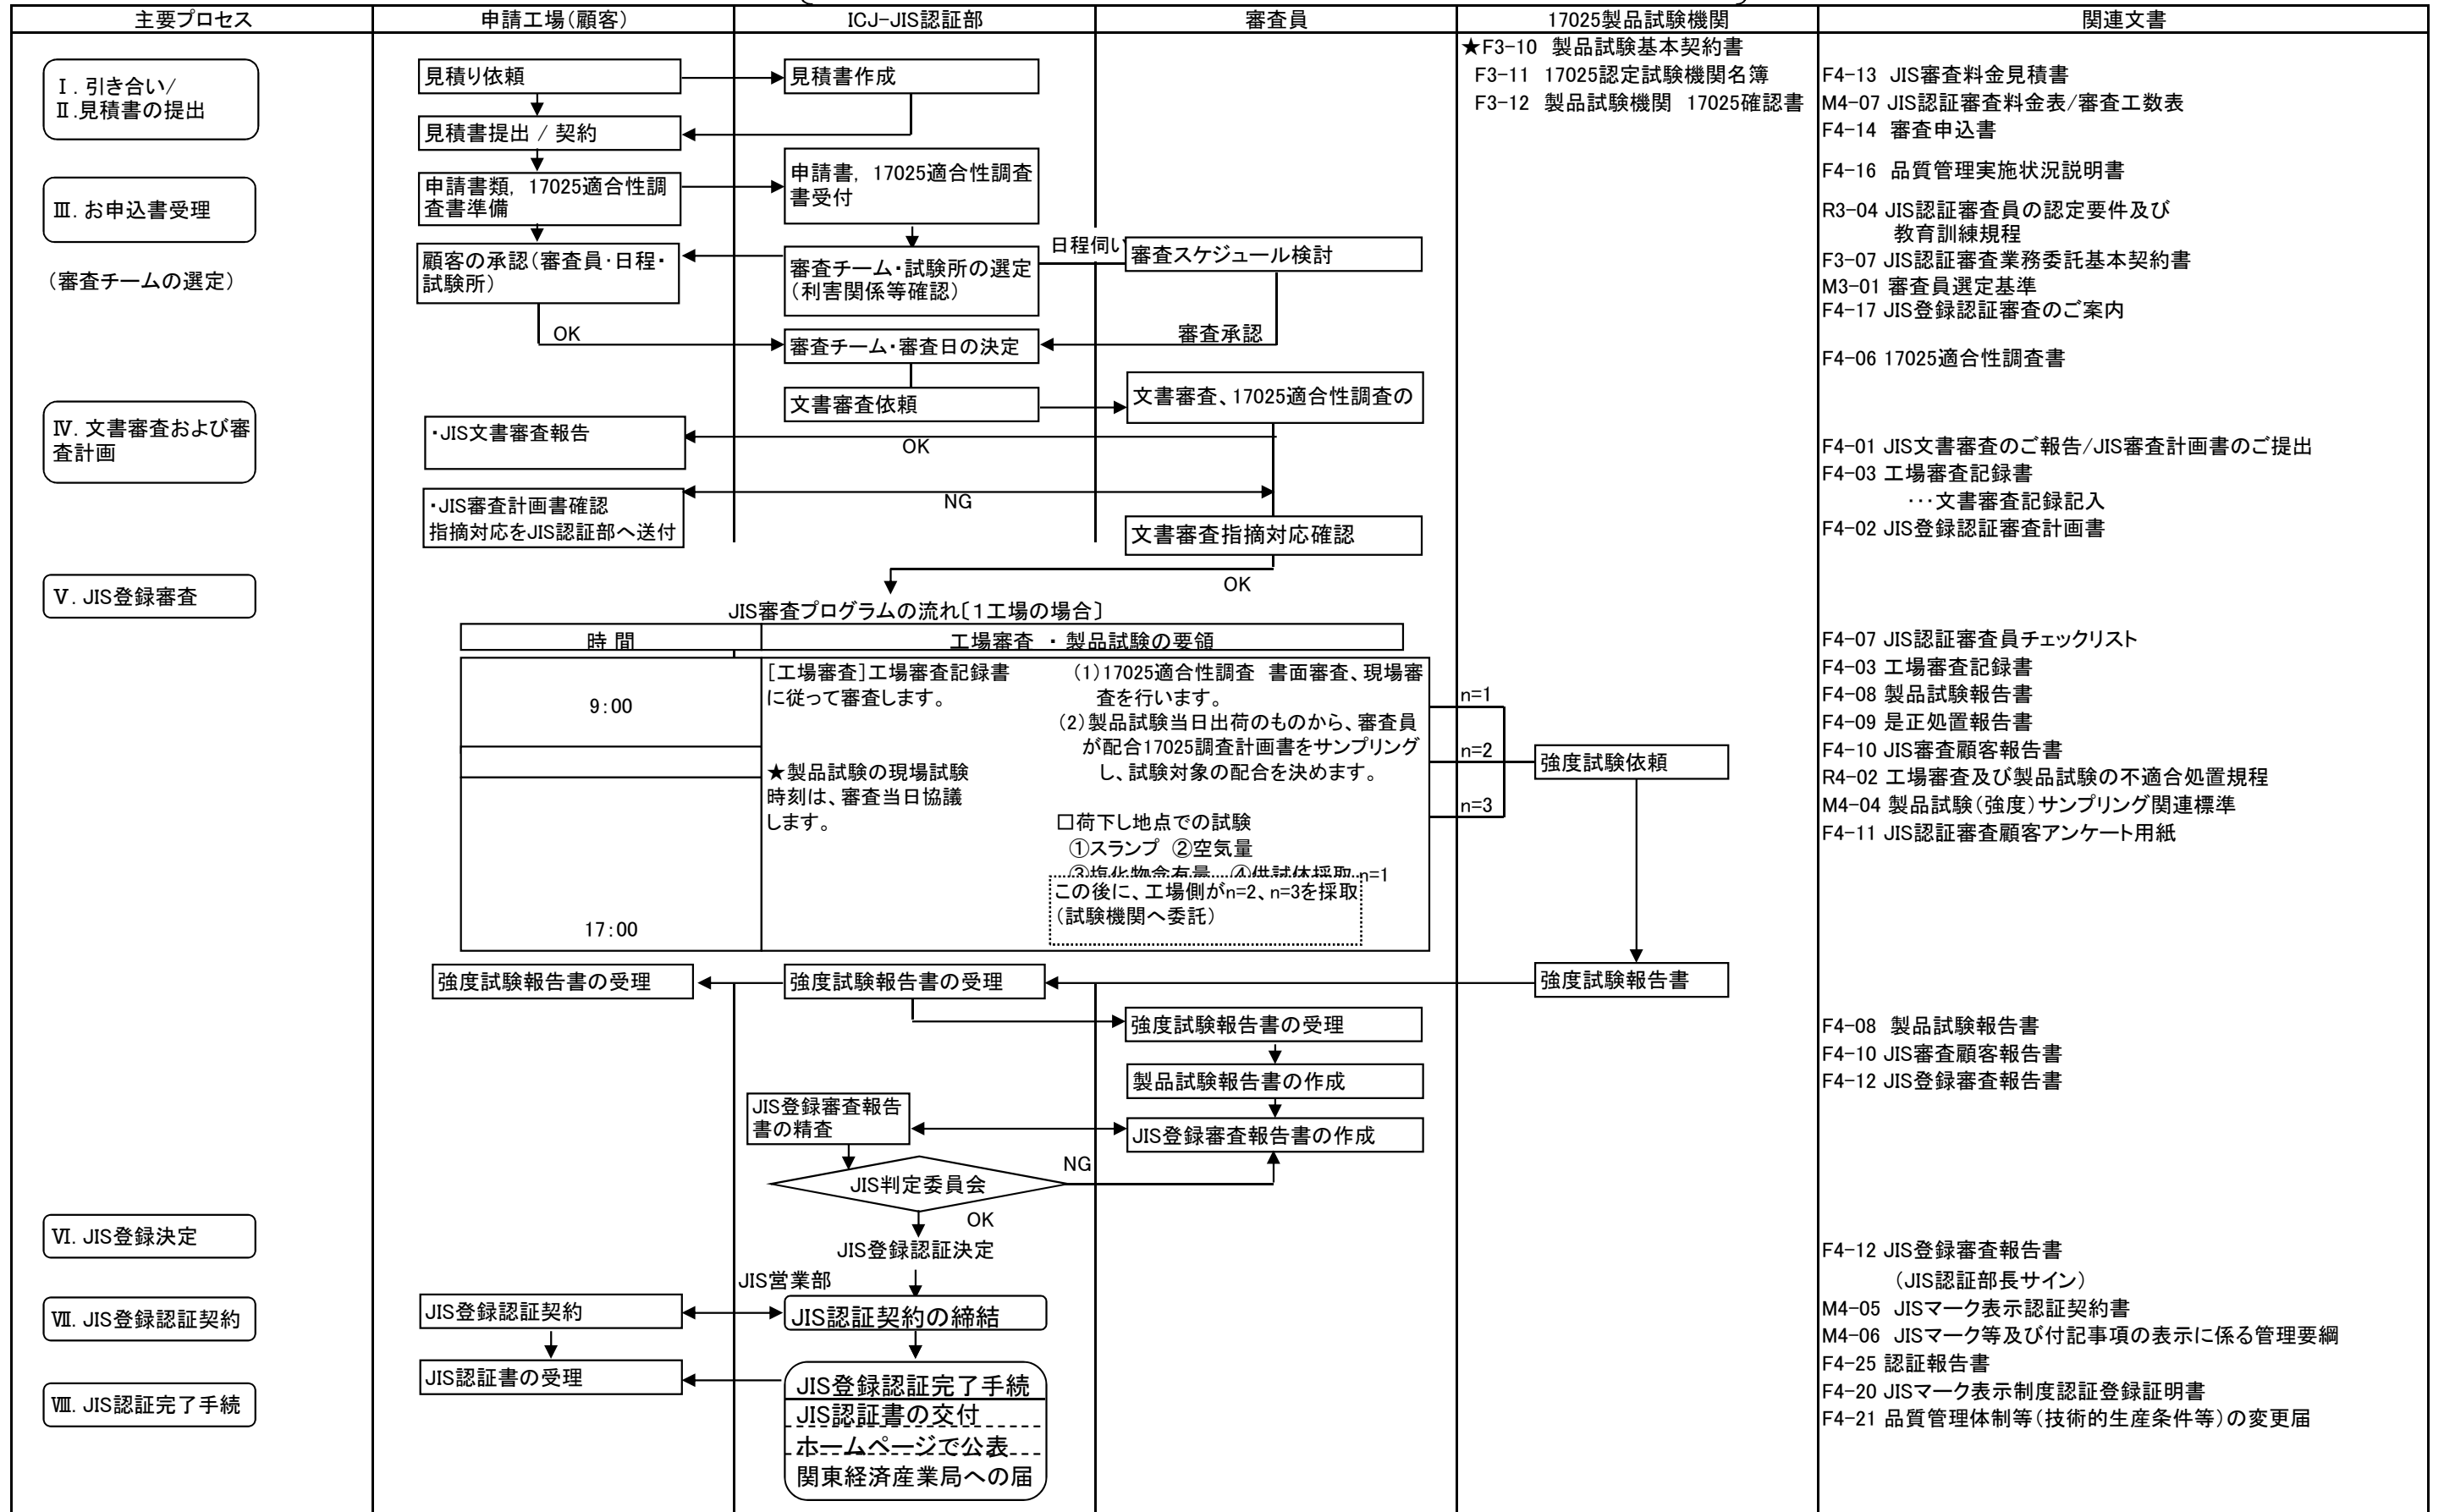 主要プロセス
申請工場(顧客)
ICJ-JIS認証部
審査員
17025製品試験機関
関連文書
★F3-10 製品試験基本契約書
F3-11 17025認定試験機関名簿
F3-12 製品試験機関 17025確認書
Ⅰ. 引き合い/
Ⅱ.見積書の提出
見積り依頼
見積書作成
見積書提出 / 契約
F4-13 JIS審査料金見積書
M4-07 JIS認証審査料金表/審査工数表
F4-14 審査申込書
Ⅲ. お申込書受理
申請書類, 17025適合性調
査書準備
申請書, 17025適合性調査
書受付
F4-16 品質管理実施状況説明書
R3-04 JIS認証審査員の認定要件及び
教育訓練規程
(審査チームの選定)
顧客の承認(審査員・日程・
試験所)
審査チーム・試験所の選定
(利害関係等確認)
日程伺い
審査スケジュール検討
F3-07 JIS認証審査業務委託基本契約書
M3-01 審査員選定基準
F4-17 JIS登録認証審査のご案内
OK
審査チーム・審査日の決定
審査承認
F4-06 17025適合性調査書
文書審査依頼
文書審査、17025適合性調査の
Ⅳ. 文書審査および審
査計画
・JIS文書審査報告
OK
・JIS審査計画書確認
指摘対応をJIS認証部へ送付
NG
文書審査指摘対応確認
OK
F4-01 JIS文書審査のご報告/JIS審査計画書のご提出
F4-03 工場審査記録書
･･･文書審査記録記入
F4-02 JIS登録認証審査計画書
Ⅴ. JIS登録審査
JIS審査プログラムの流れ〔1工場の場合〕
時 間
工場審査 ・ 製品試験の要領
9:00
17:00
[工場審査]工場審査記録書
に従って審査します。
★製品試験の現場試験
時刻は、審査当日協議
します。
(1)17025適合性調査 書面審査、現場審
査を行います。
(2)製品試験当日出荷のものから、審査員
が配合17025調査計画書をサンプリング
し、試験対象の配合を決めます。
□荷下し地点での試験
①スランプ ②空気量
③塩化物含有量 ④供試体採取 n=1
この後に、工場側がn=2、n=3を採取
(試験機関へ委託)
n=1
n=2
n=3
強度試験依頼
F4-07 JIS認証審査員チェックリスト
F4-03 工場審査記録書
F4-08 製品試験報告書
F4-09 是正処置報告書
F4-10 JIS審査顧客報告書
R4-02 工場審査及び製品試験の不適合処置規程
M4-04 製品試験(強度)サンプリング関連標準
F4-11 JIS認証審査顧客アンケート用紙
強度試験報告書の受理
強度試験報告書の受理
強度試験報告書
強度試験報告書の受理
製品試験報告書の作成
JIS登録審査報告
書の精査
JIS登録審査報告書の作成
F4-08 製品試験報告書
F4-10 JIS審査顧客報告書
F4-12 JIS登録審査報告書
JIS判定委員会
NG
OK
Ⅵ. JIS登録決定
JIS登録認証決定
F4-12 JIS登録審査報告書
(JIS認証部長サイン)
JIS営業部
Ⅶ. JIS登録認証契約
JIS登録認証契約
JIS認証契約の締結
M4-05 JISマーク表示認証契約書
M4-06 JISマーク等及び付記事項の表示に係る管理要綱
Ⅷ. JIS認証完了手続
JIS認証書の受理
JIS登録認証完了手続
JIS認証書の交付
ホームページで公表
関東経済産業局への届
F4-25 認証報告書
F4-20 JISマーク表示制度認証登録証明書
F4-21 品質管理体制等(技術的生産条件等)の変更届